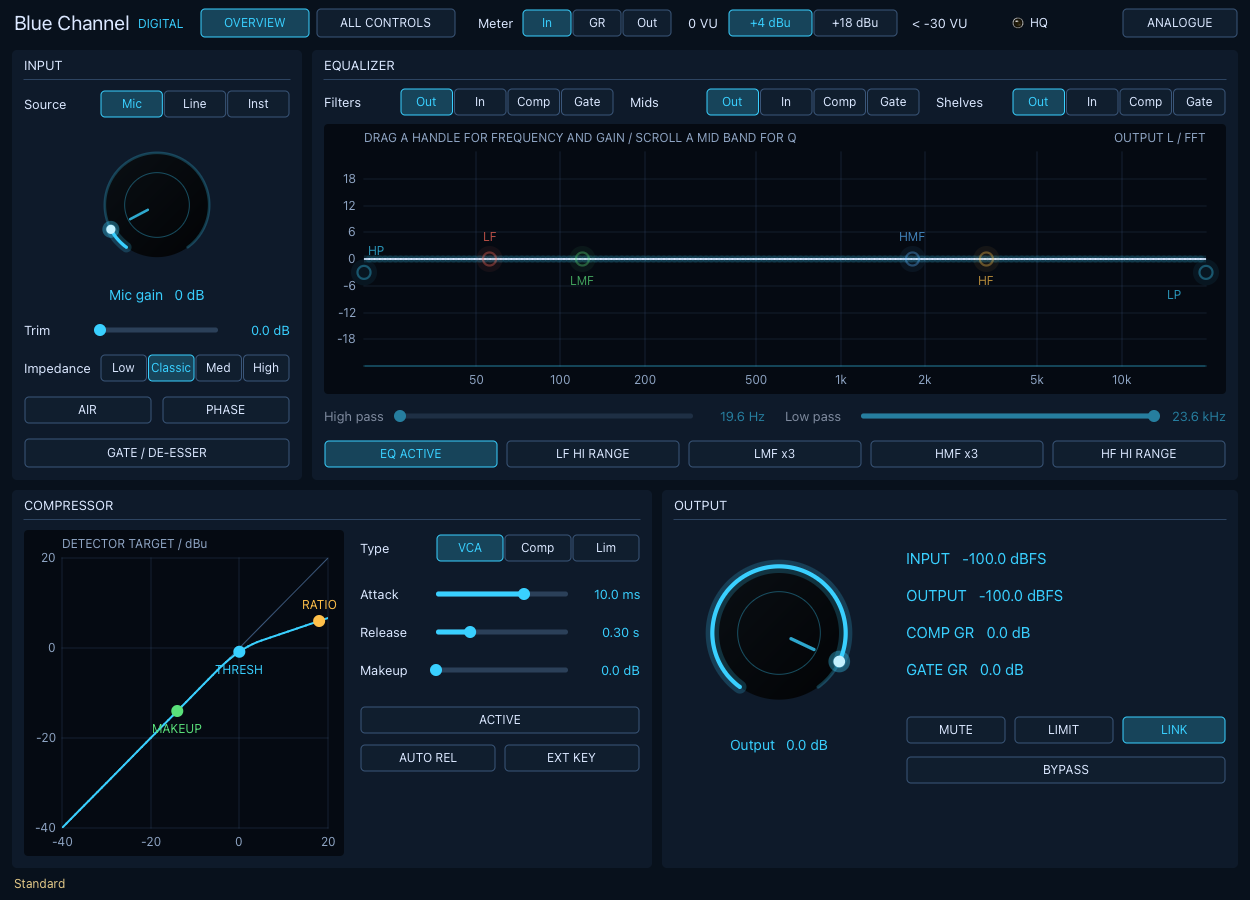 Blue Channel DIGITAL OVERVIEW ALL CONTROLS Meter In GR Out 0 VU +4 dBu +18 dBu < -30 VU HQ ANALOGUE
INPUT
Source Mic Line Inst
Mic gain 0 dB
Trim 0.0 dB
Impedance Low Classic Med High
AIR PHASE
GATE / DE-ESSER
EQUALIZER
Filters Out In Comp Gate Mids Out In Comp Gate Shelves Out In Comp Gate
DRAG A HANDLE FOR FREQUENCY AND GAIN / SCROLL A MID BAND FOR Q OUTPUT L / FFT
18
12
6 LF HMF
HP
0
-6 LMF HF
LP
-12
-18
50 100 200 500 1k 2k 5k 10k
High pass 19.6 Hz Low pass 23.6 kHz
EQ ACTIVE LF HI RANGE LMF x3 HMF x3 HF HI RANGE
COMPRESSOR
DETECTOR TARGET / dBu
20
RATIO
0
THRESH
MAKEUP
-20
-40
-40 -20 0 20
Type VCA Comp Lim
Attack 10.0 ms
Release 0.30 s
Makeup 0.0 dB
ACTIVE
AUTO REL EXT KEY
OUTPUT
Output 0.0 dB
INPUT -100.0 dBFS
OUTPUT -100.0 dBFS
COMP GR 0.0 dB
GATE GR 0.0 dB
MUTE LIMIT LINK
BYPASS
Standard